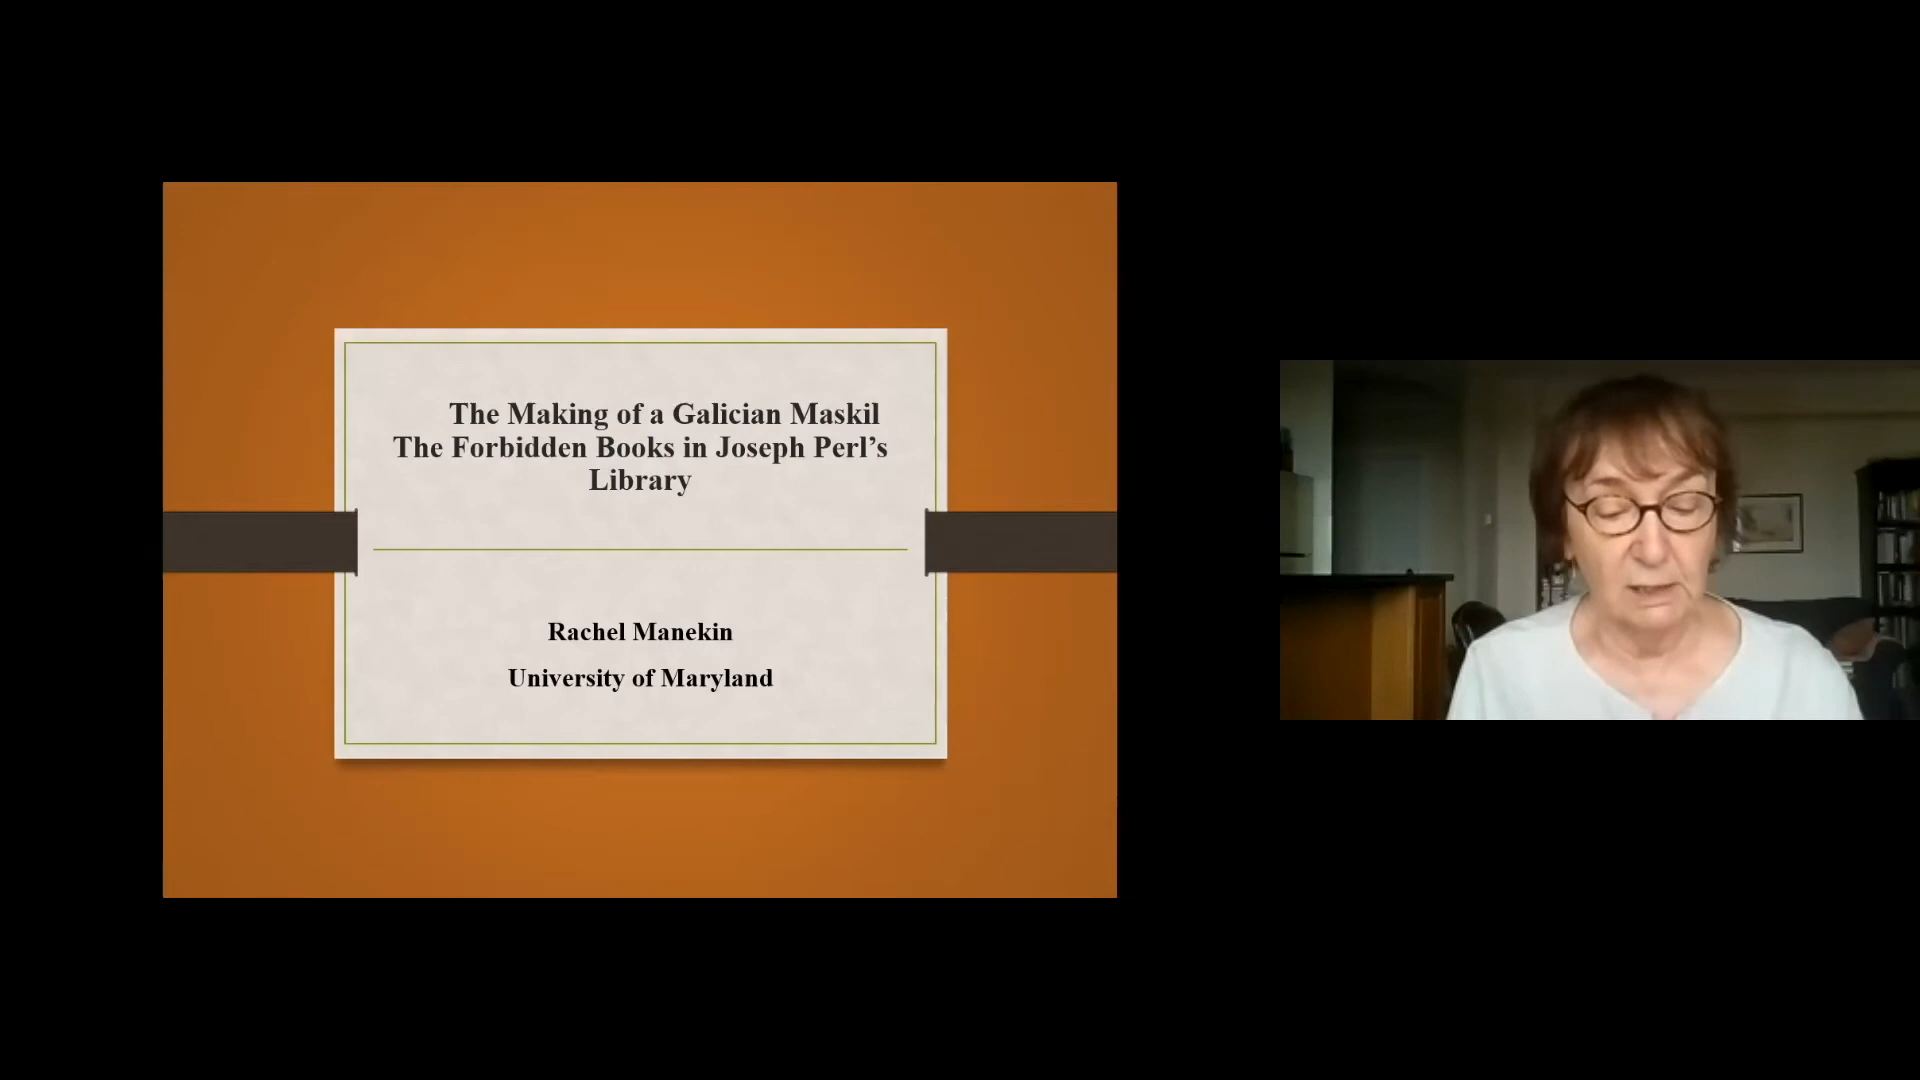 The Making of a Galician Maskil
The Forbidden Books in Joseph Perl’s
Library
Rachel Manekin
University of Maryland